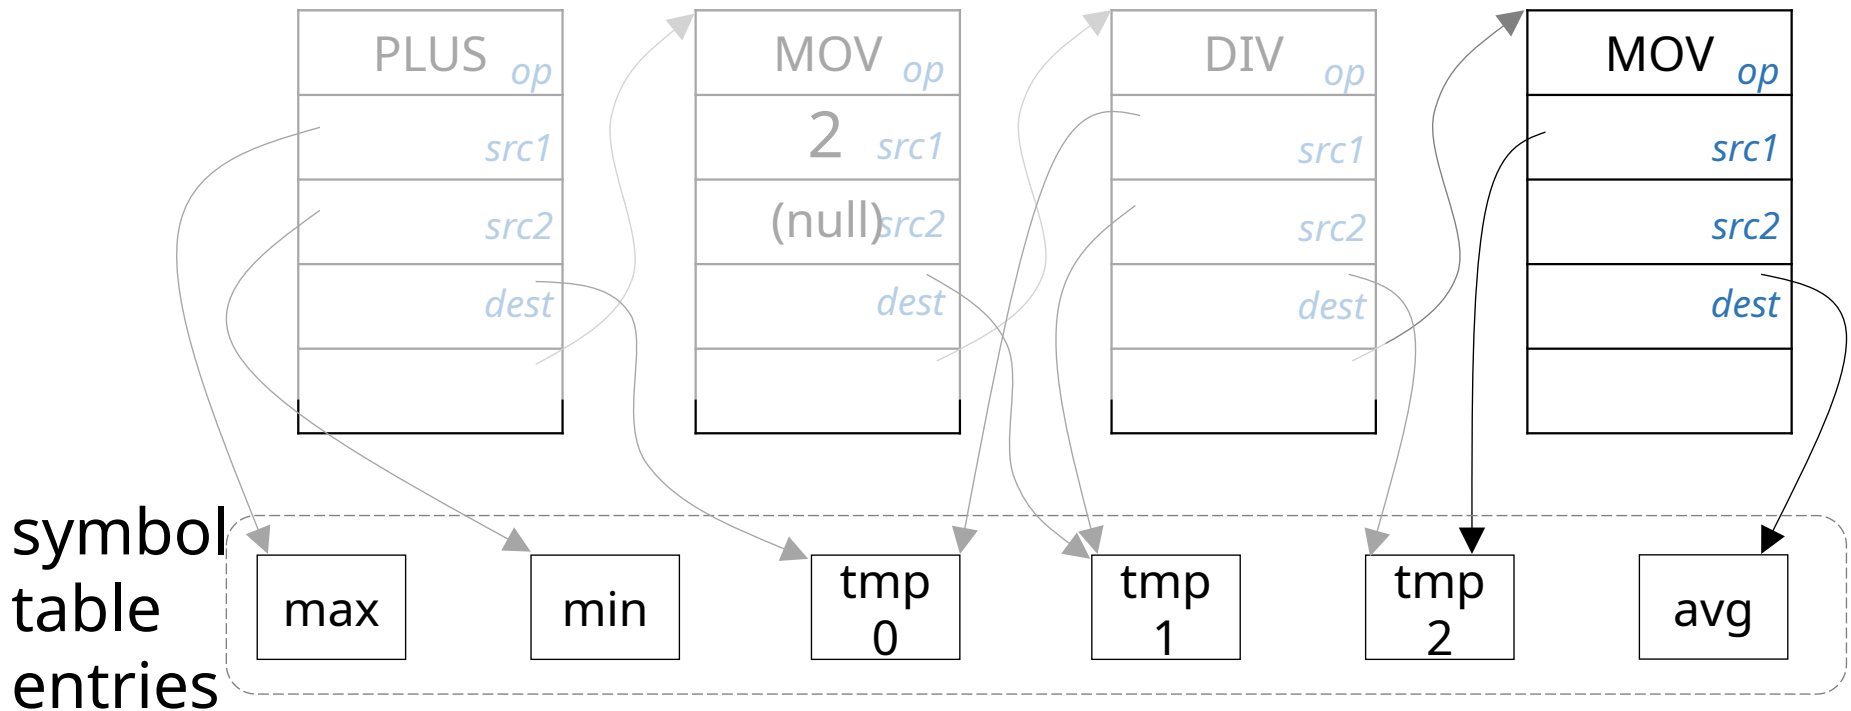 PLUS op
src1
src2
dest
MOV op
2 src1
(null) src2
dest
DIV op
src1
src2
dest
MOV op
src1
src2
dest
symbol
table
entries
max
min
tmp
0
tmp
1
tmp
2
avg